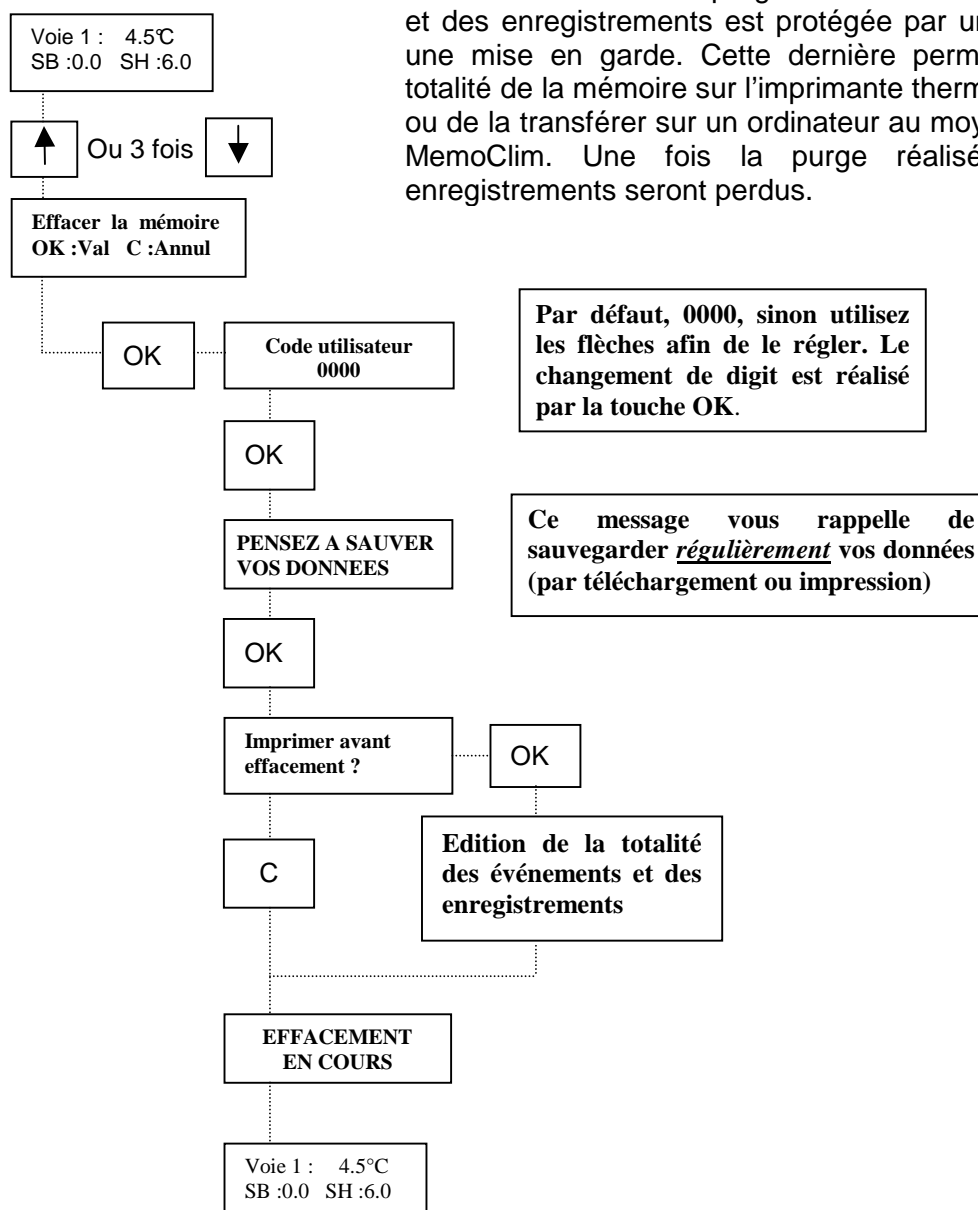 et des enregistrements est protégée par
une mise en garde. Cette dernière
totalité de la mémoire sur l'imprimante
ou de la transférer sur un ordinateur au
MemoClim. Une fois la purge
enregistrements seront perdus.
Voie 1 : 4.5°C
SB :0.0 SH :6.0
Ou 3 fois
Effacer la mémoire
OK :Val C :Annul
OK
Code utilisateur
0000
Par défaut, 0000, sinon utilisez
les flèches afin de le régler. Le
changement de digit est réalisé
par la touche OK.
OK
PENSEZ A SAUVER
VOS DONNEES
Ce message vous rappelle de
sauvegarder régulièrement vos données
(par téléchargement ou impression)
OK
Imprimer avant
effacement ?
OK
C
Edition de la totalité
des événements et des
enregistrements
EFFACEMENT
EN COURS
Voie 1 : 4.5°C
SB :0.0 SH :6.0